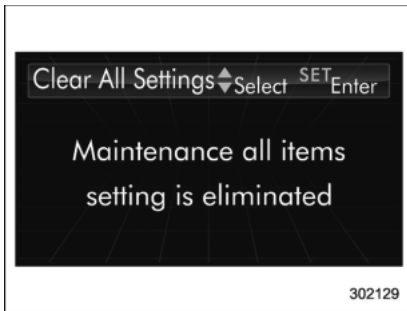 Clear All Settings Select SET Enter
Maintenance all items
setting is eliminated
302129